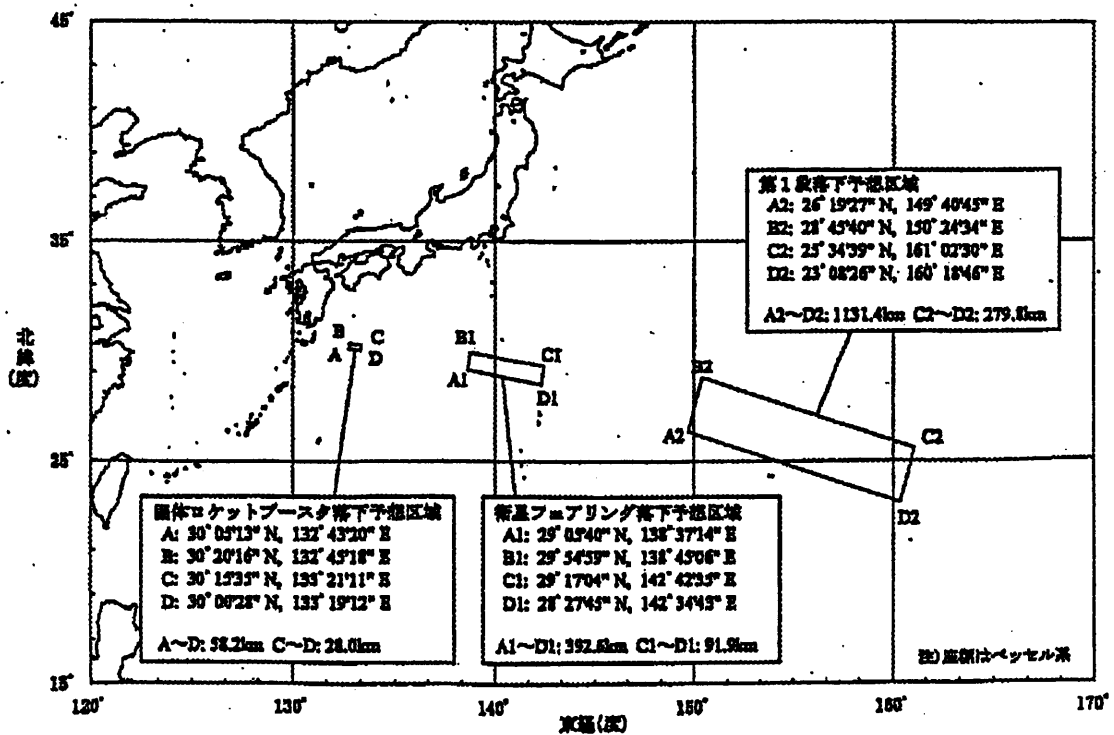 45°
35°
25°
15°
北緯
(度)
120°
130°
140°
150°
160°
170°
東経(度)
第1段落下予想区域
A2: 26°19'27" N, 149°40'45" E
B2: 28°45'40" N, 150°24'34" E
C2: 25°34'39" N, 161°02'30" E
D2: 23°08'26" N, 160°18'46" E
A2〜D2: 1131.4km C2〜D2: 279.8km
B
C
A
D
B1
C1
A1
D1
B2
C2
A2
D2
固体ロケットブースタ落下予想区域
A: 30°05'13" N, 132°43'20" E
B: 30°20'16" N, 132°45'18" E
C: 30°15'35" N, 133°21'11" E
D: 30°00'28" N, 133°19'12" E
A〜D: 58.2km C〜D: 28.0km
衛星フェアリング落下予想区域
A1: 29°05'40" N, 138°37'14" E
B1: 29°54'59" N, 138°45'06" E
C1: 29°17'04" N, 142°42'35" E
D1: 28°27'45" N, 142°34'43" E
A1〜D1: 392.6km C1〜D1: 91.9km
注)座標はベッセル系